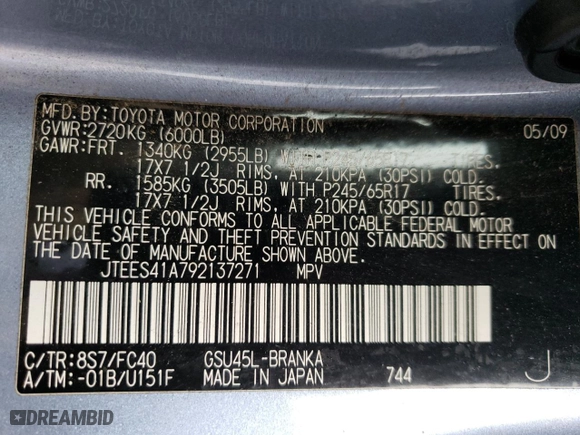 MFD. BY: TOYOTA MOTOR CORPORATION 05/09
GVWR: 2720KG (6000LB)
GAWR: FRT. 1340KG (2955LB) WITH P245/65R17 TIRES.
17X7 1/2J RIMS, AT 210KPA (30PSI) COLD.
RR. 1585KG (3505LB) WITH P245/65R17 TIRES.
17X7 1/2J RIMS, AT 210KPA (30PSI) COLD.
THIS VEHICLE CONFORMS TO ALL APPLICABLE FEDERAL MOTOR
VEHICLE SAFETY AND THEFT PREVENTION STANDARDS IN EFFECT ON
THE DATE OF MANUFACTURE SHOWN ABOVE.
JTEES41A792137271 MPV
C/TR: 8S7/FC40 GSU45L-BRANKA
A/TM: -01B/U151F MADE IN JAPAN 744 J
DREAMBID